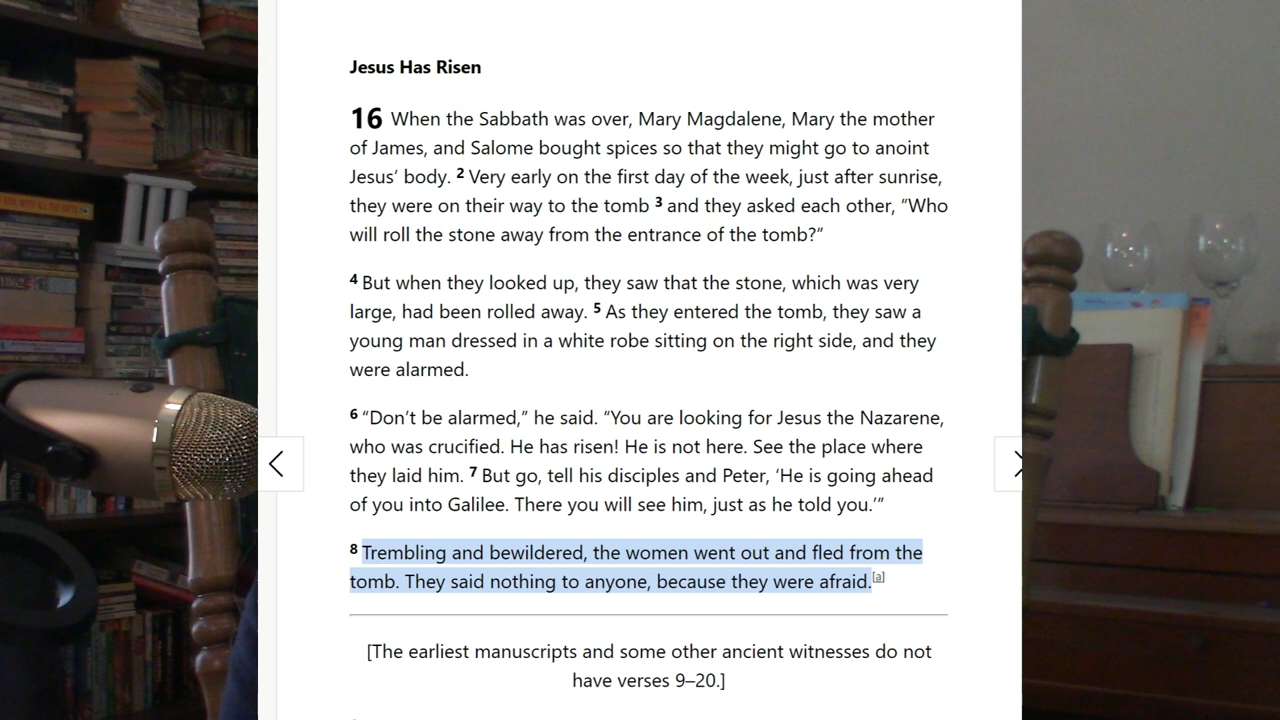 Jesus Has Risen
16 When the Sabbath was over, Mary Magdalene, Mary the mother
of James, and Salome bought spices so that they might go to anoint
Jesus’ body. 2 Very early on the first day of the week, just after sunrise,
they were on their way to the tomb 3 and they asked each other, “Who
will roll the stone away from the entrance of the tomb?”
4 But when they looked up, they saw that the stone, which was very
large, had been rolled away. 5 As they entered the tomb, they saw a
young man dressed in a white robe sitting on the right side, and they
were alarmed.
6 “Don’t be alarmed,” he said. “You are looking for Jesus the Nazarene,
who was crucified. He has risen! He is not here. See the place where
they laid him. 7 But go, tell his disciples and Peter, ‘He is going ahead
of you into Galilee. There you will see him, just as he told you.’”
8 Trembling and bewildered, the women went out and fled from the
tomb. They said nothing to anyone, because they were afraid.[a]
[The earliest manuscripts and some other ancient witnesses do not
have verses 9–20.]